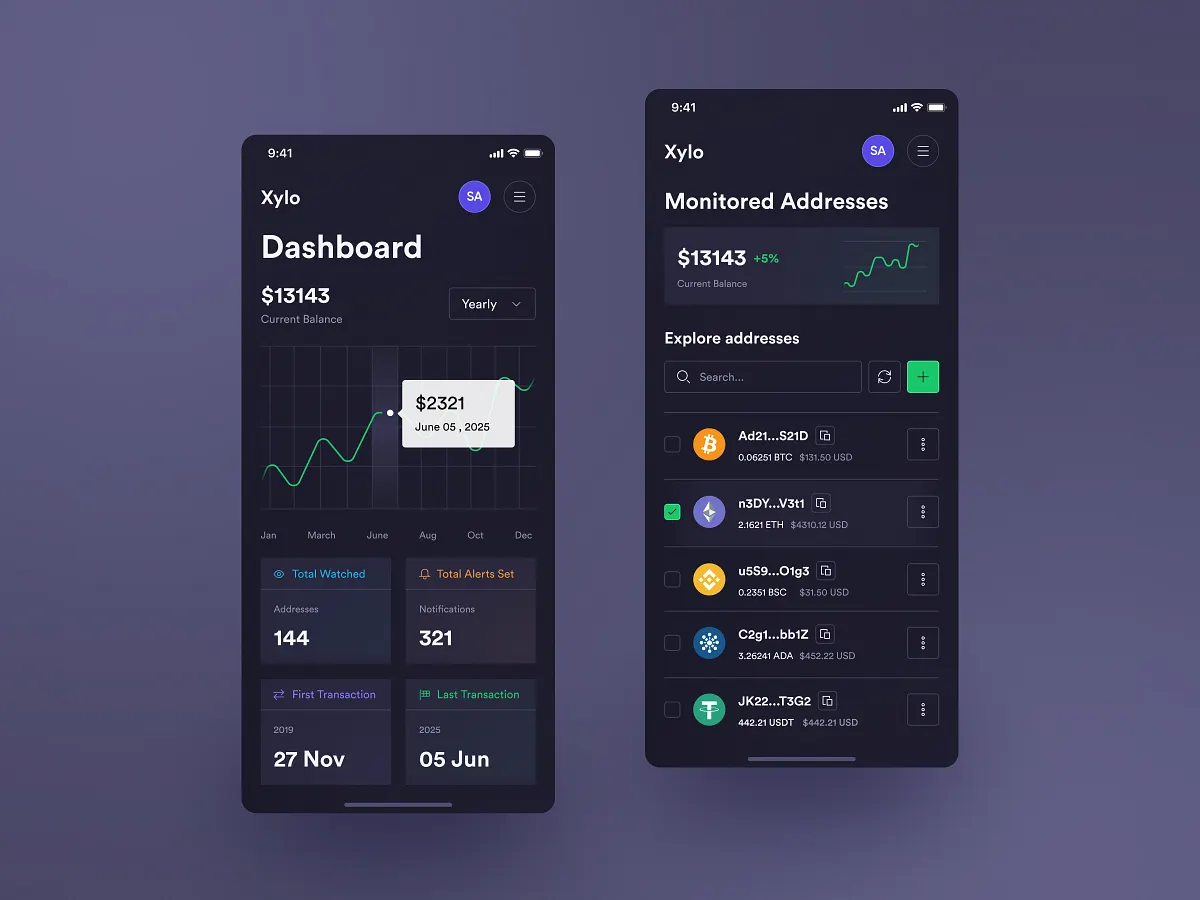 9:41
Xylo
SA
Dashboard
$13143
Current Balance
Yearly
$2321
June 05 , 2025
Jan March June Aug Oct Dec
Total Watched
Addresses
144
Total Alerts Set
Notifications
321
First Transaction
2019
27 Nov
Last Transaction
2025
05 Jun
9:41
Xylo
SA
Monitored Addresses
$13143 +5%
Current Balance
Explore addresses
Search...
Ad21...S21D
0.06251 BTC $131.50 USD
n3DY...V3t1
2.1621 ETH $4310.12 USD
u5S9...O1g3
0.2351 BSC $31.50 USD
C2g1...bb1Z
3.26241 ADA $452.22 USD
JK22...T3G2
442.21 USDT $442.21 USD